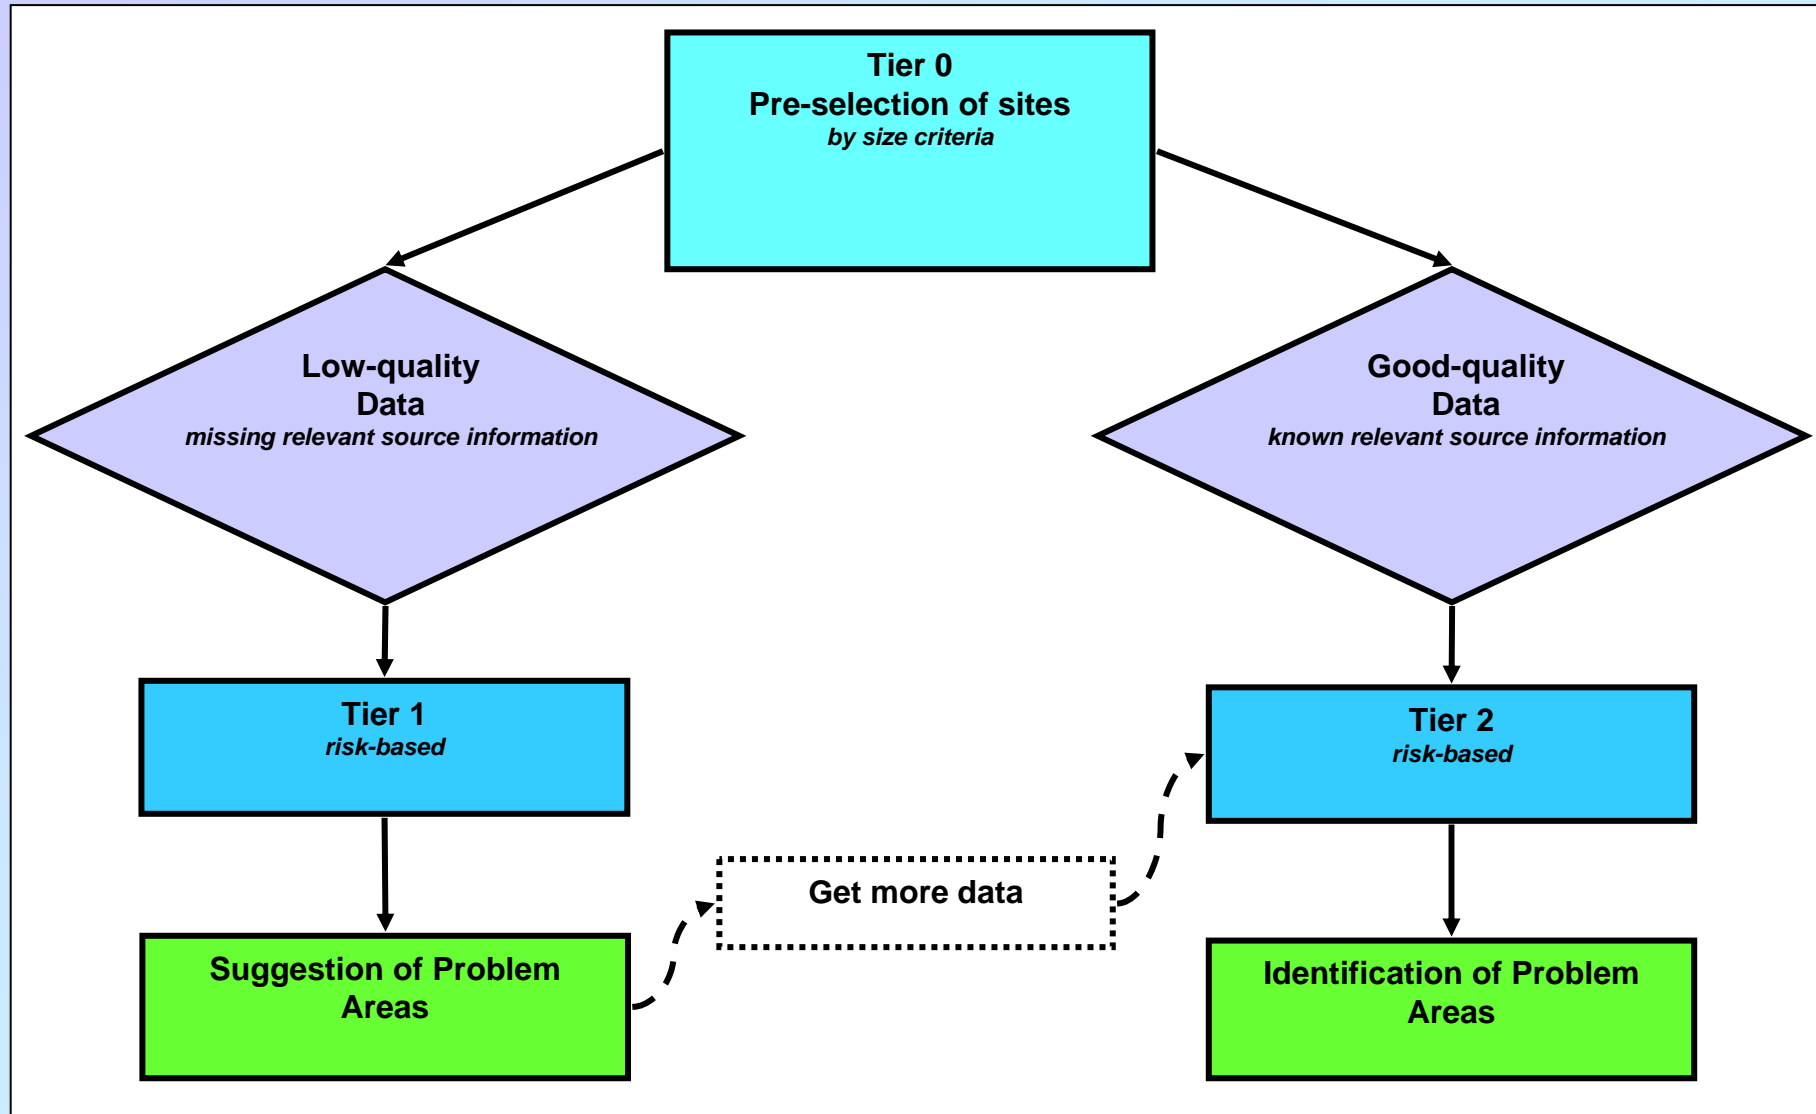 Tier 0
Pre-selection of sites
by size criteria
Low-quality
Data
missing relevant source information
Good-quality
Data
known relevant source information
Tier 1
risk-based
Tier 2
risk-based
Get more data
Suggestion of Problem
Areas
Identification of Problem
Areas